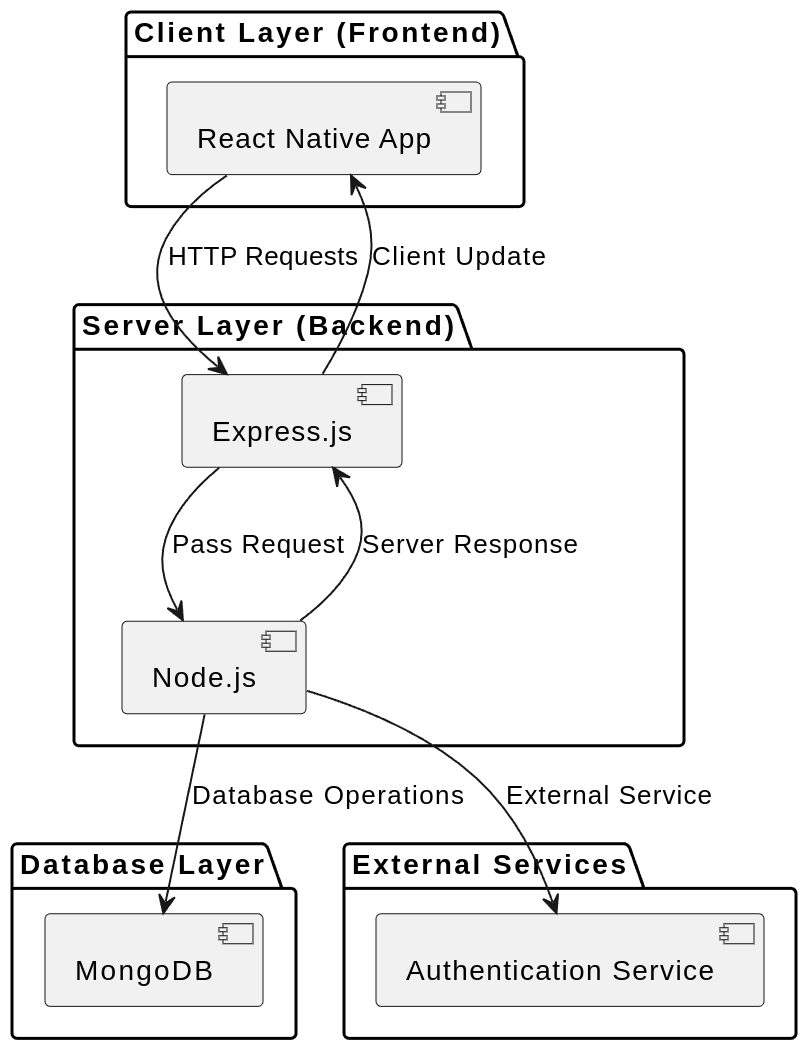 Client Layer (Frontend)
React Native App
HTTP Requests
Client Update
Server Layer (Backend)
Express.js
Pass Request
Server Response
Node.js
Database Operations
External Service
Database Layer
External Services
MongoDB
Authentication Service